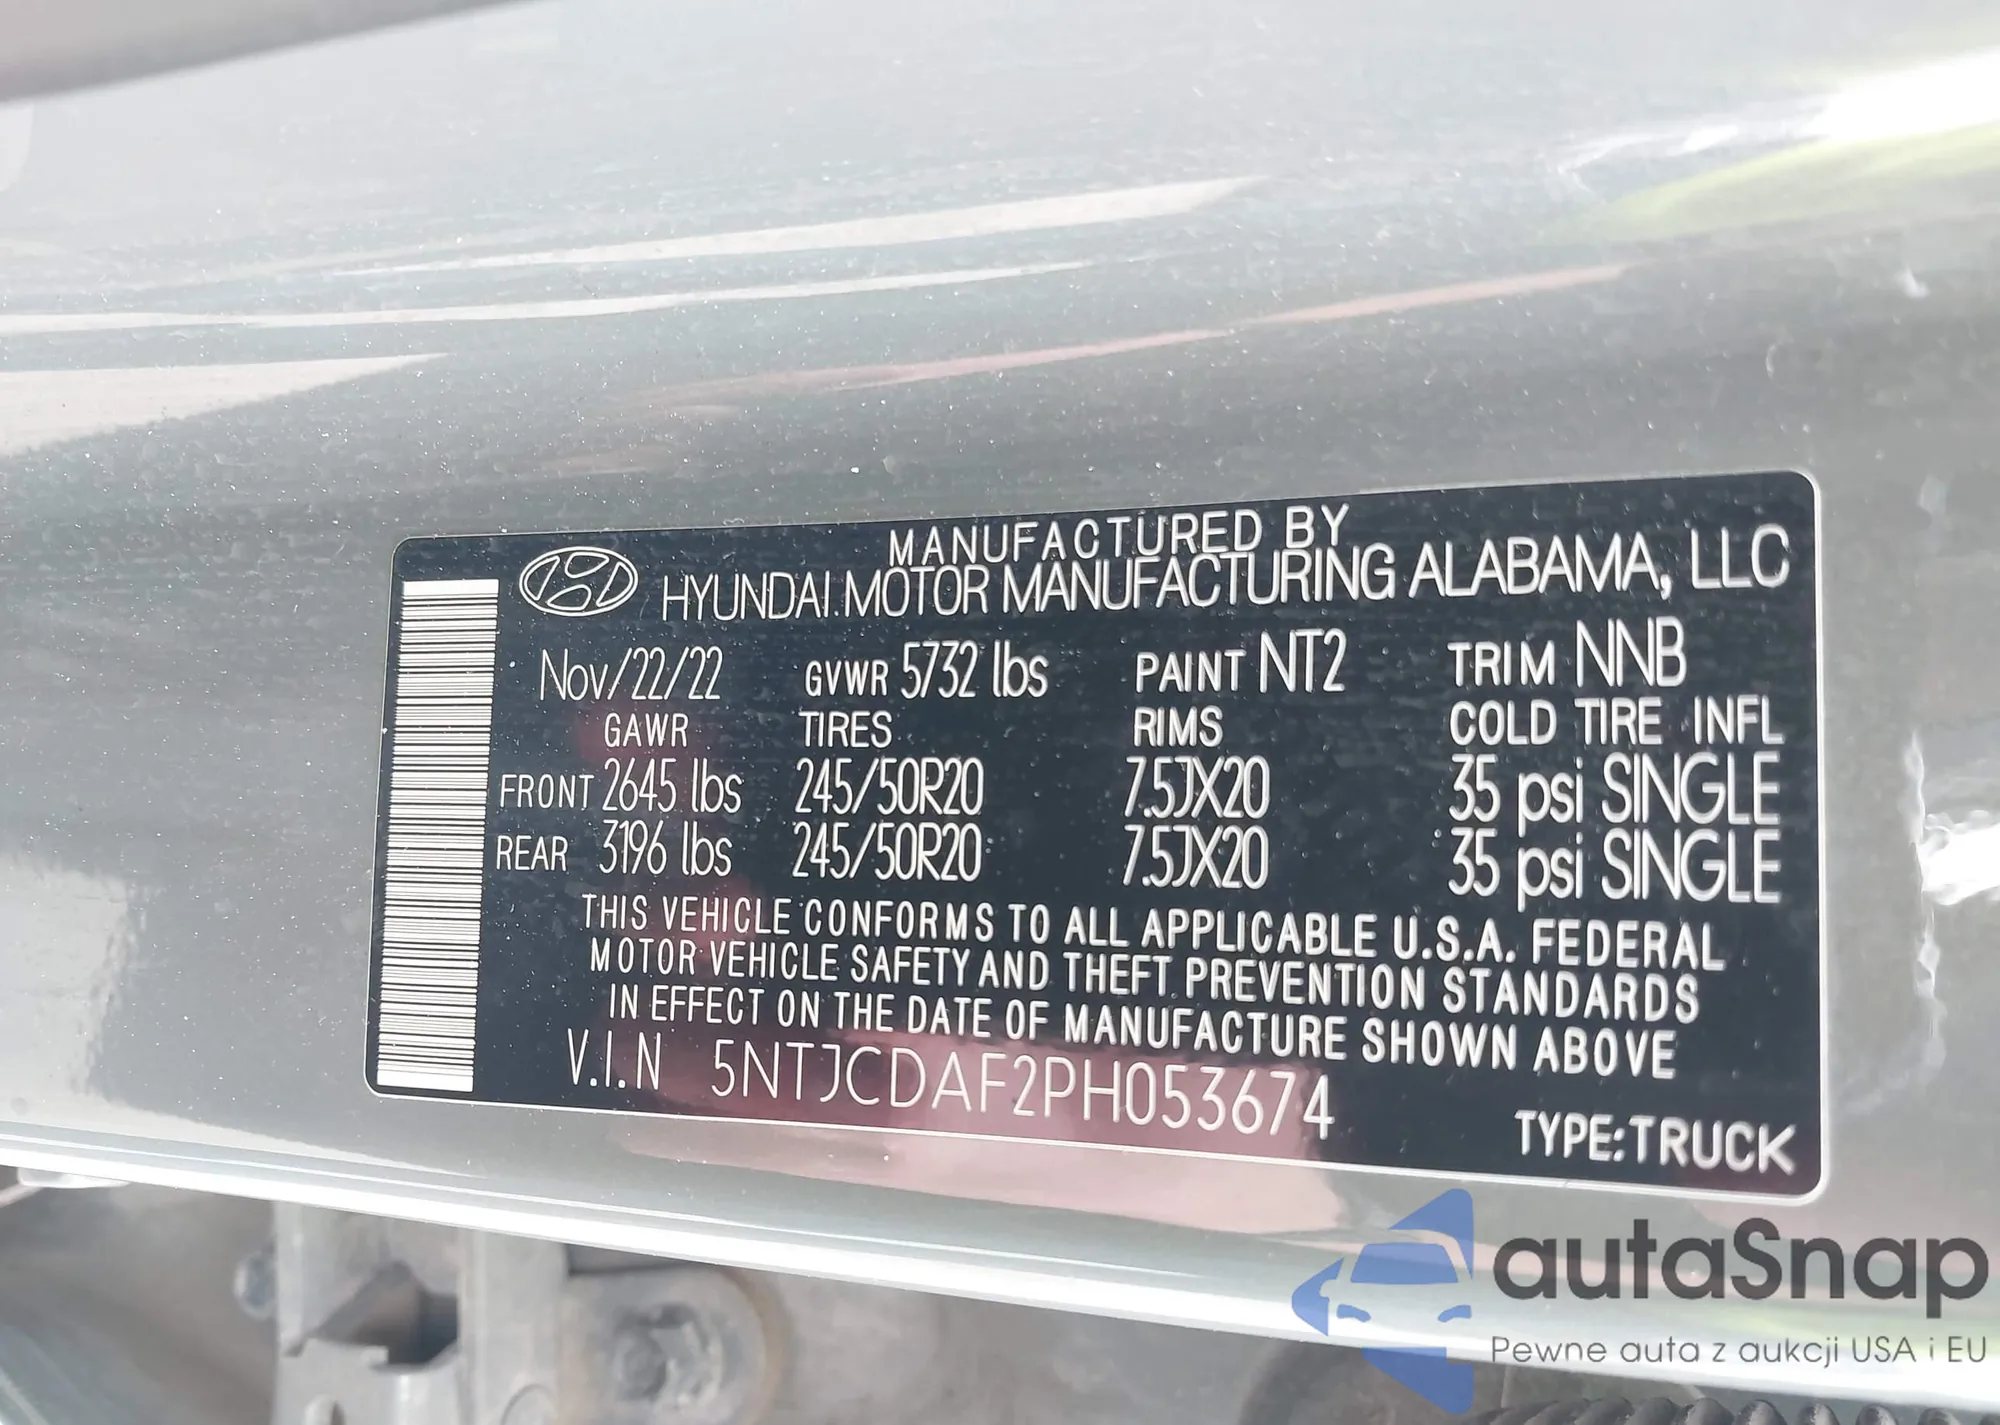 MANUFACTURED BY
HYUNDAI MOTOR MANUFACTURING ALABAMA, LLC
Nov/22/22 GVWR 5732 lbs PAINT NT2 TRIM NNB
GAWR TIRES RIMS COLD TIRE INFL
FRONT 2645 lbs 245/50R20 7.5JX20 35 psi SINGLE
REAR 3196 lbs 245/50R20 7.5JX20 35 psi SINGLE
THIS VEHICLE CONFORMS TO ALL APPLICABLE U.S.A. FEDERAL
MOTOR VEHICLE SAFETY AND THEFT PREVENTION STANDARDS
IN EFFECT ON THE DATE OF MANUFACTURE SHOWN ABOVE
V.I.N 5NTJCDAF2PH053674
TYPE:TRUCK
autaSnap
Pewne auta z aukcji USA i EU